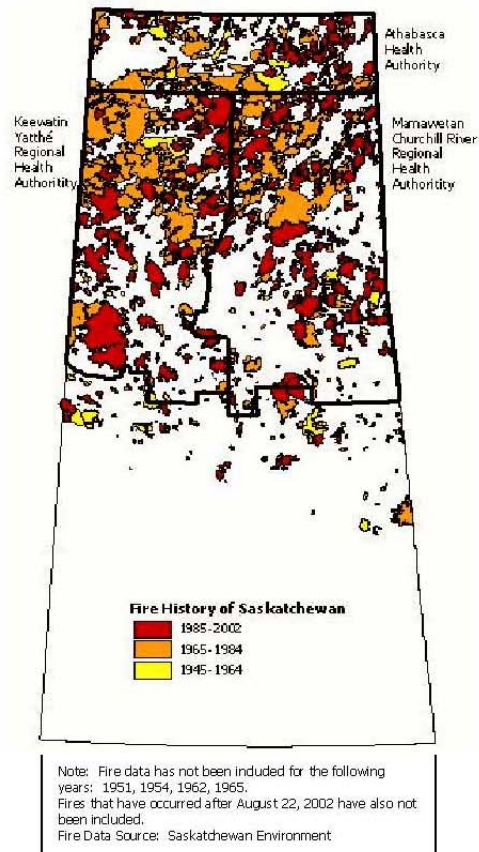 Athabasca
Health
Authority
Keewatin
Yatthé
Regional
Health
Authoritity
Mamawetan
Churchill River
Regional
Health
Authoritity
Fire History of Saskatchewan
1985-2002
1965-1984
1945-1964
Note: Fire data has not been included for the following
years: 1951, 1954, 1962, 1965.
Fires that have occurred after August 22, 2002 have also not
been included.
Fire Data Source: Saskatchewan Environment